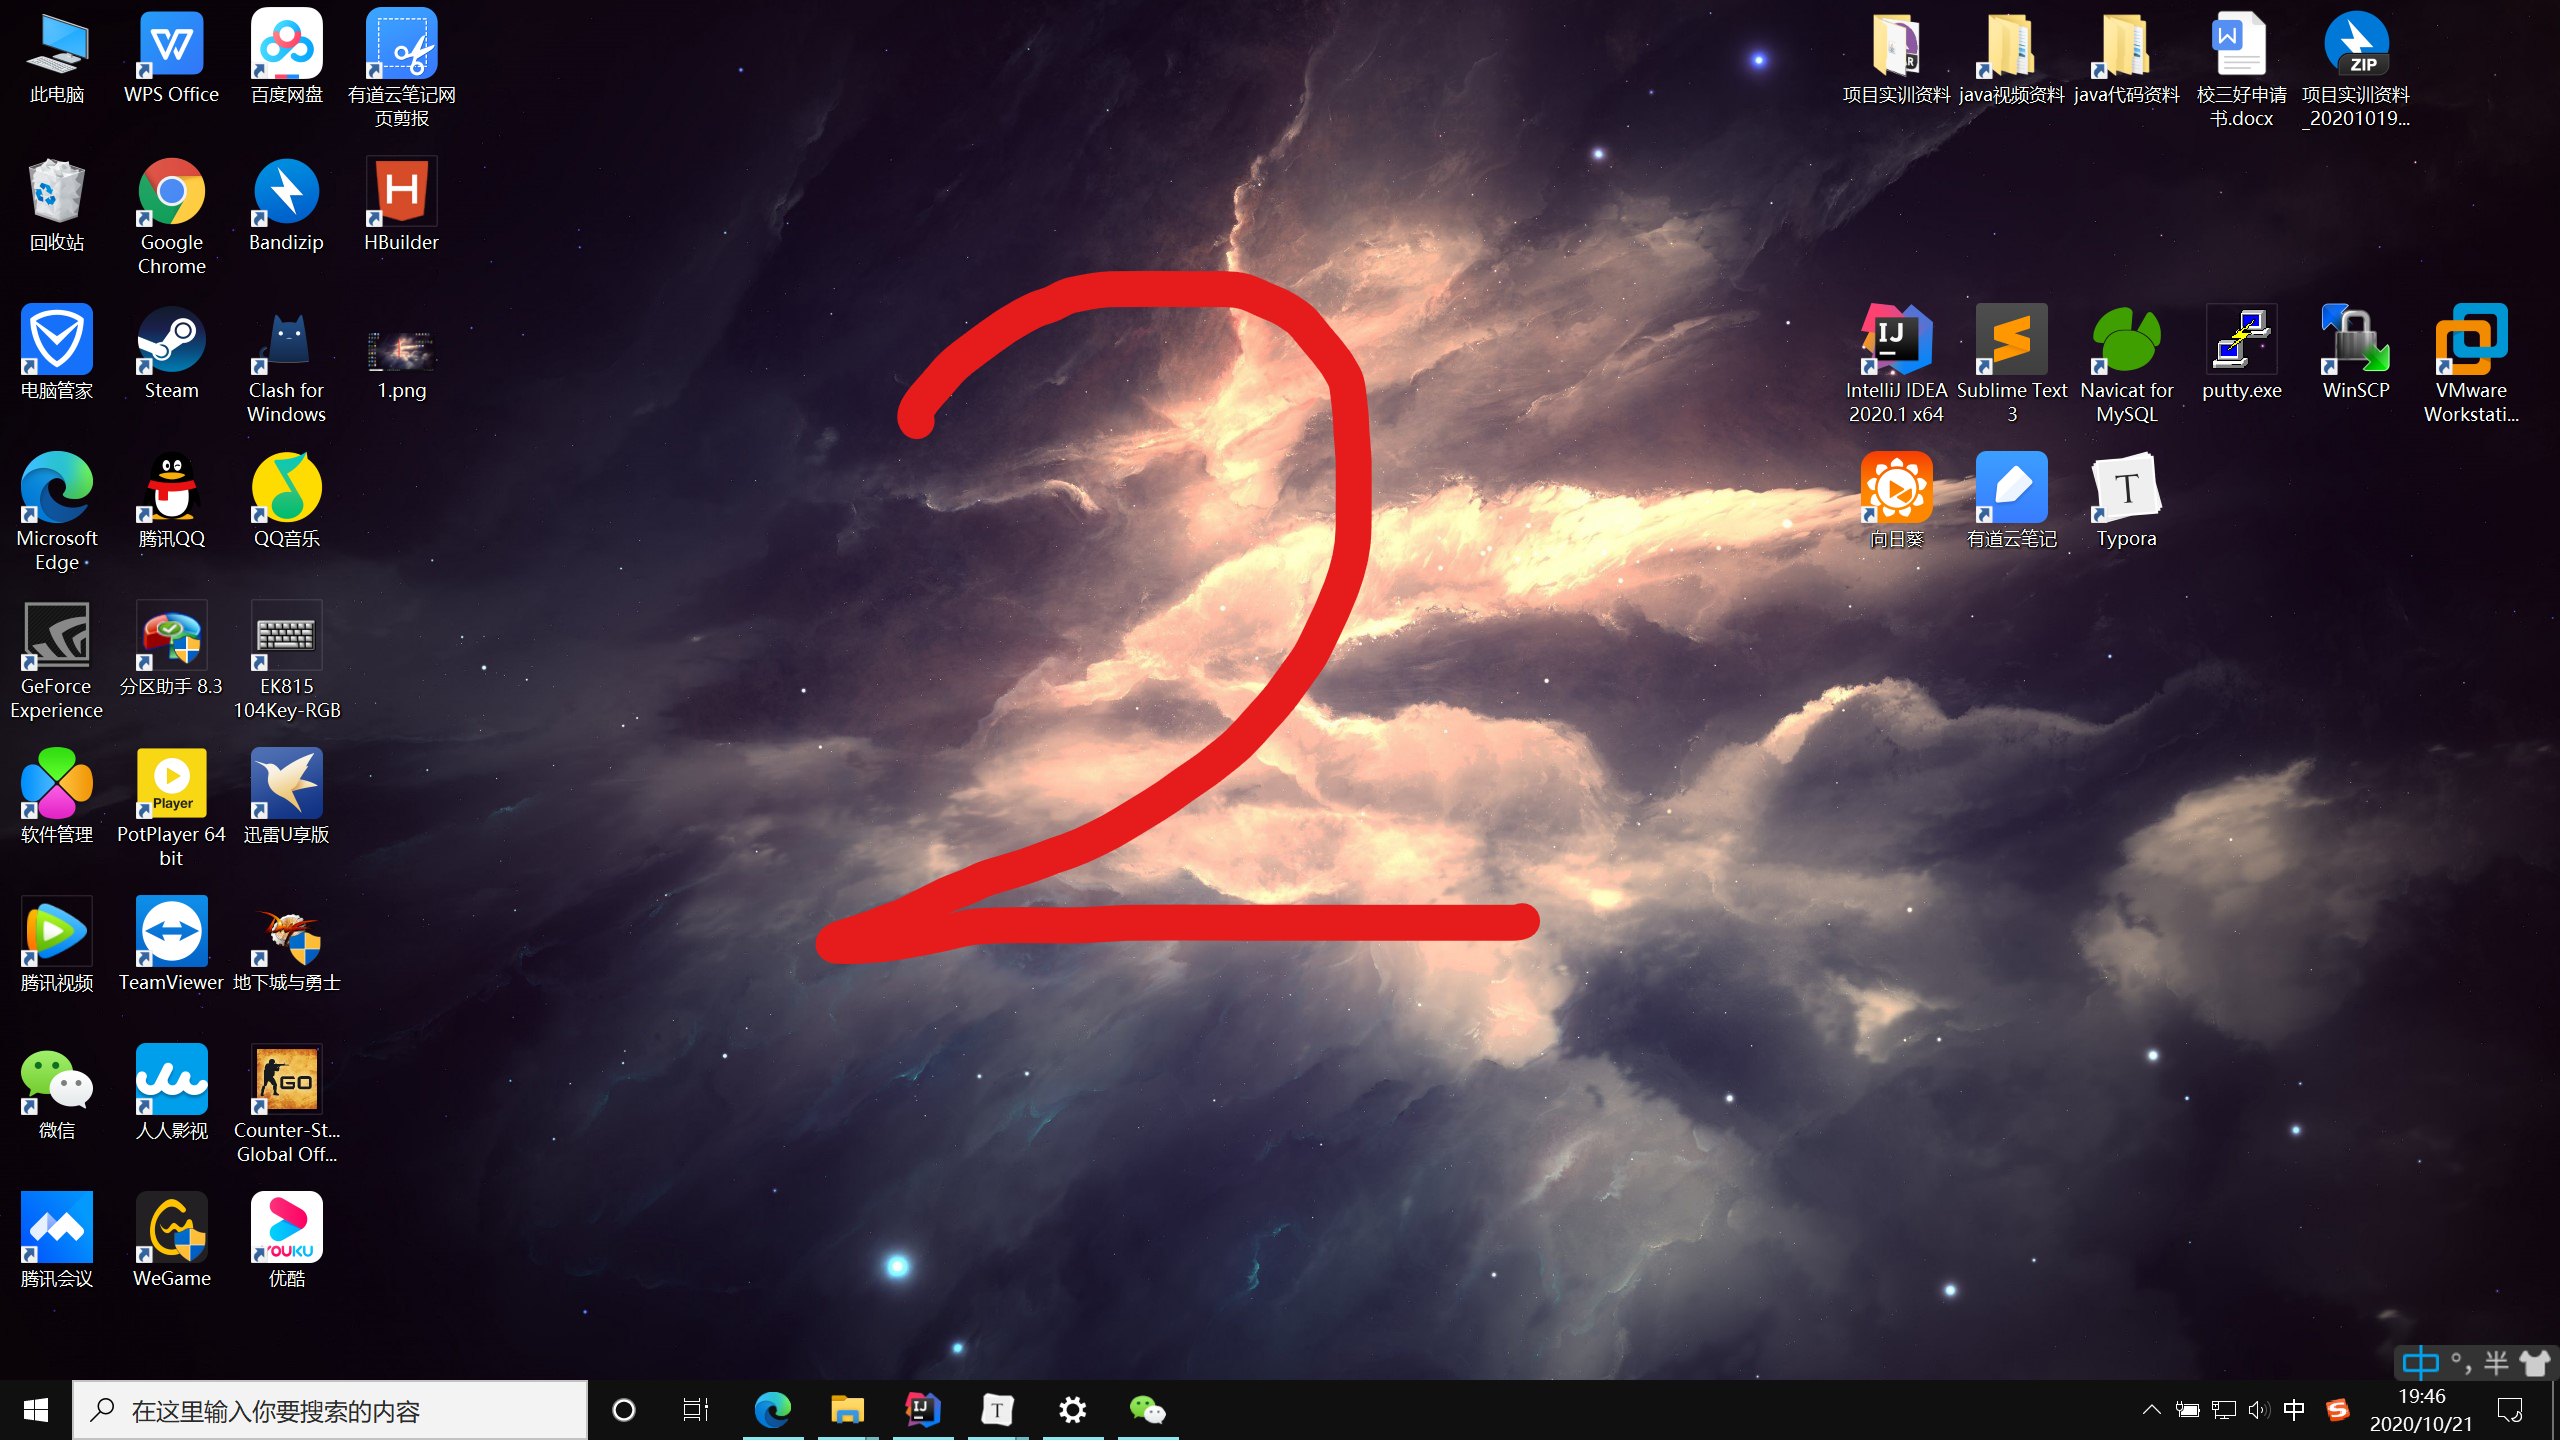 此电脑
WPS Office
百度网盘
有道云笔记网
页剪报
项目实训资料
java视频资料
java代码资料
校三好申请
书.docx
项目实训资料
_20201019...
ZIP
回收站
Google
Chrome
Bandizip
HBuilder
电脑管家
Steam
Clash for
Windows
1.png
IntelliJ IDEA
2020.1 x64
Sublime Text
3
Navicat for
MySQL
putty.exe
WinSCP
VMware
Workstati...
2
Microsoft
Edge
腾讯QQ
QQ音乐
向日葵
有道云笔记
Typora
GeForce
Experience
分区助手 8.3
EK815
104Key-RGB
软件管理
Player
PotPlayer 64
bit
迅雷U享版
腾讯视频
TeamViewer
地下城与勇士
微信
人人影视
GO
Counter-St...
Global Off...
腾讯会议
WeGame
YOUKU
优酷
中 °, 半
在这里输入你要搜索的内容
中
19:46
2020/10/21